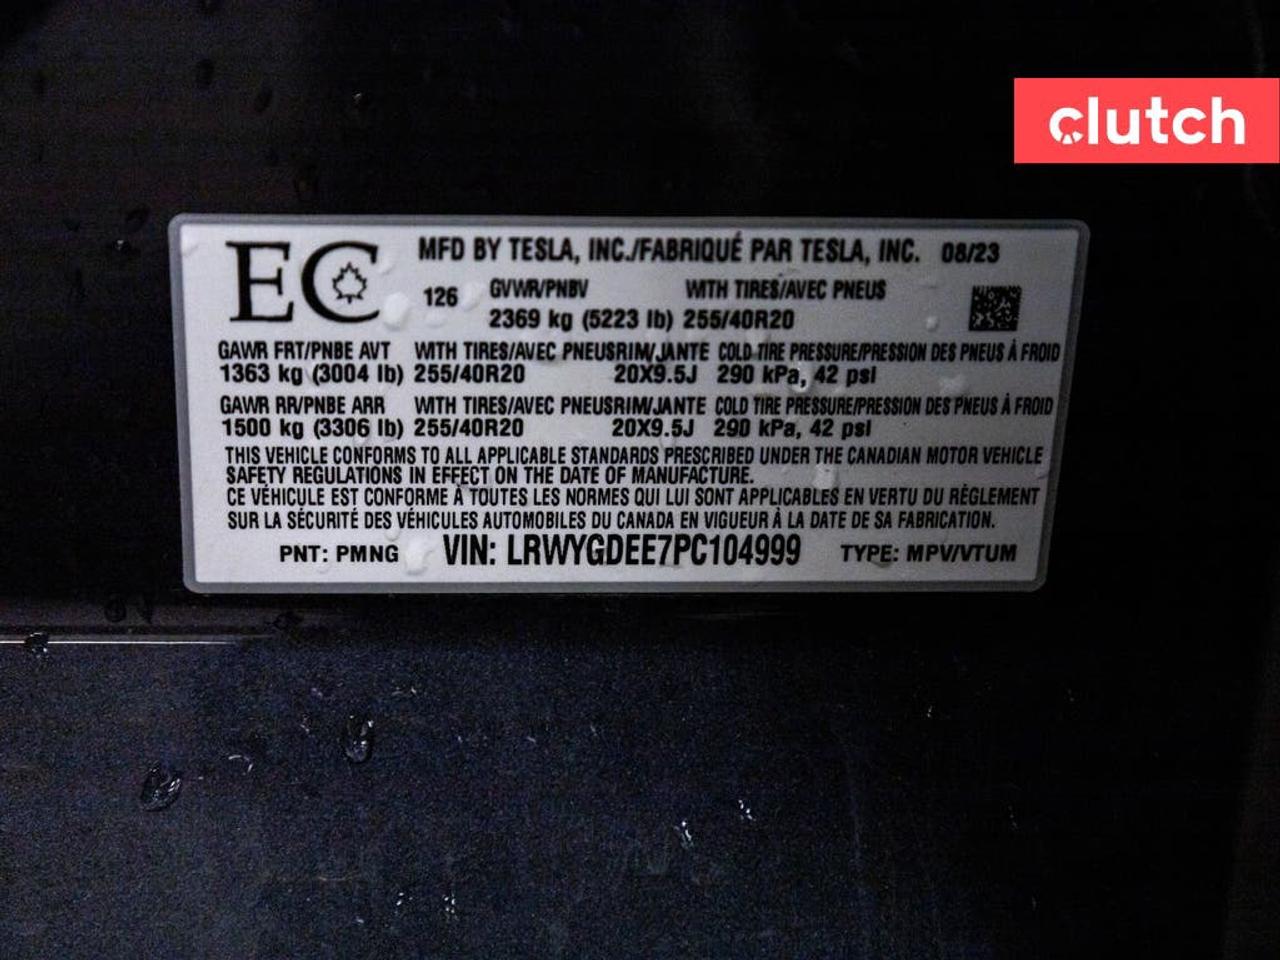 clutch
EC MFD BY TESLA, INC./FABRIQUÉ PAR TESLA, INC. 08/23
126 GVWR/PNBV WITH TIRES/AVEC PNEUS
2369 kg (5223 lb) 255/40R20
GAWR FRT/PNBE AVT WITH TIRES/AVEC PNEUS RIM/JANTE COLD TIRE PRESSURE/PRESSION DES PNEUS À FROID
1363 kg (3004 lb) 255/40R20 20X9.5J 290 kPa, 42 psi
GAWR RR/PNBE ARR WITH TIRES/AVEC PNEUS RIM/JANTE COLD TIRE PRESSURE/PRESSION DES PNEUS À FROID
1500 kg (3306 lb) 255/40R20 20X9.5J 290 kPa, 42 psi
THIS VEHICLE CONFORMS TO ALL APPLICABLE STANDARDS PRESCRIBED UNDER THE CANADIAN MOTOR VEHICLE
SAFETY REGULATIONS IN EFFECT ON THE DATE OF MANUFACTURE.
CE VÉHICULE EST CONFORME À TOUTES LES NORMES QUI LUI SONT APPLICABLES EN VERTU DU RÈGLEMENT
SUR LA SÉCURITÉ DES VÉHICULES AUTOMOBILES DU CANADA EN VIGUEUR À LA DATE DE SA FABRICATION.
PNT: PMNG VIN: LRWYGDEE7PC104999 TYPE: MPV/VTUM